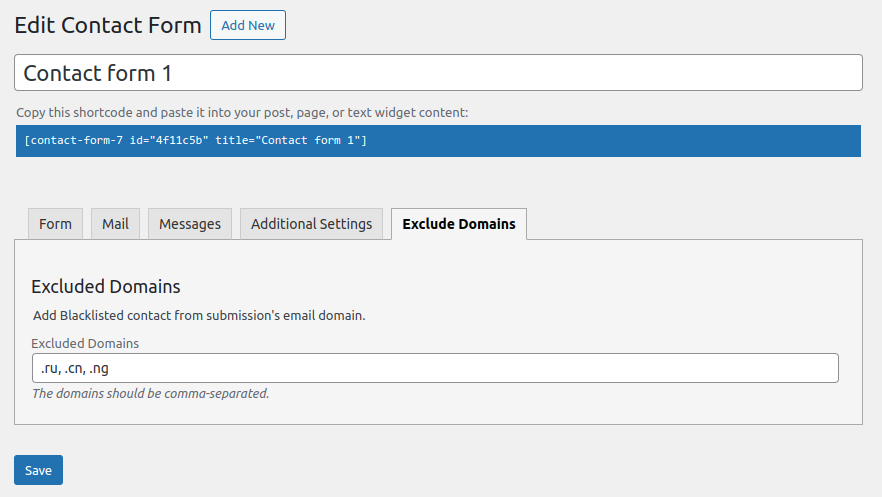 Edit Contact Form Add New
Contact form 1
Copy this shortcode and paste it into your post, page, or text widget content:
[contact-form-7 id="4f11c5b" title="Contact form 1"]
Form Mail Messages Additional Settings Exclude Domains
Excluded Domains
Add Blacklisted contact from submission's email domain.
Excluded Domains
.ru, .cn, .ng
The domains should be comma-separated.
Save